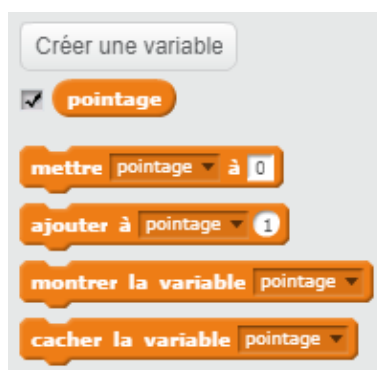 Créer une variable
pointage
mettre pointage à 0
ajouter à pointage 1
montrer la variable pointage
cacher la variable pointage